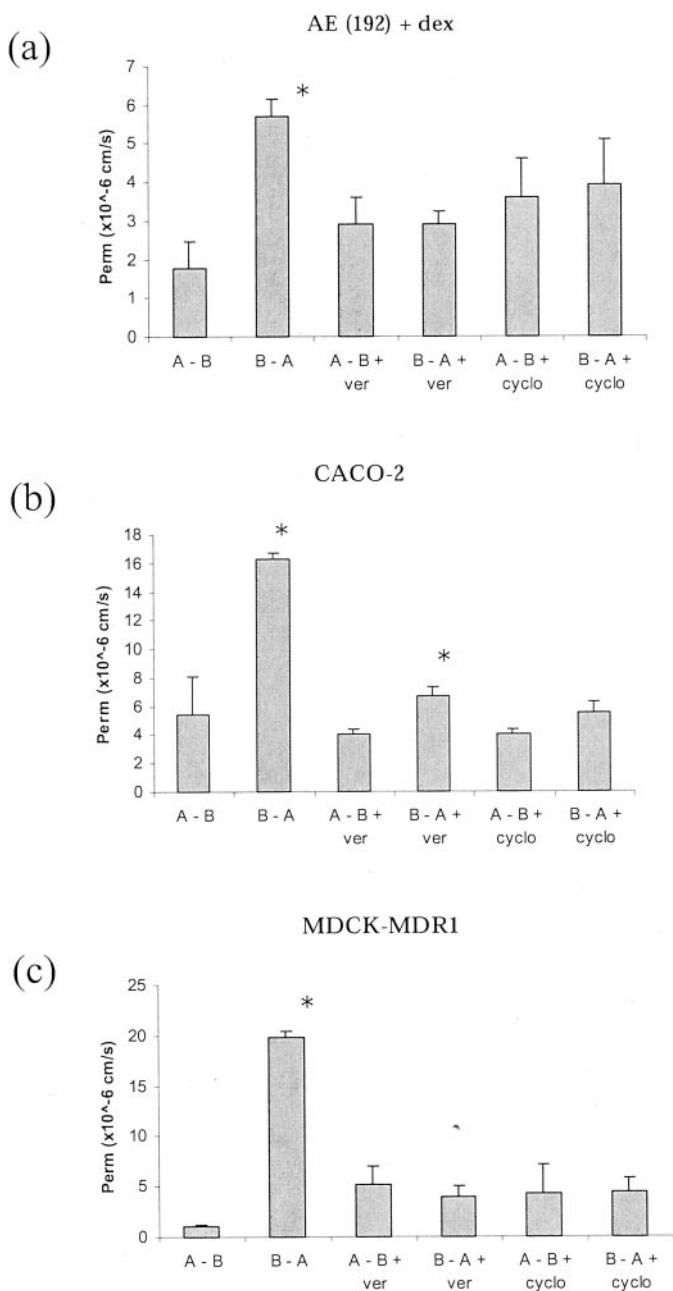 AE (192) + dex
(a)
Perm (x10^-6 cm/s)
7
6
5
4
3
2
1
0
*
A - B
B - A
A - B +
ver
B - A +
ver
A - B +
cyclo
B - A +
cyclo
CACO-2
(b)
Perm (x10^-6 cm/s)
18
16
14
12
10
8
6
4
2
0
*
*
A - B
B - A
A - B +
ver
B - A +
ver
A - B +
cyclo
B - A +
cyclo
MDCK-MDR1
(c)
Perm (x10^-6 cm/s)
25
20
15
10
5
0
*
A - B
B - A
A - B +
ver
B - A +
ver
A - B +
cyclo
B - A +
cyclo